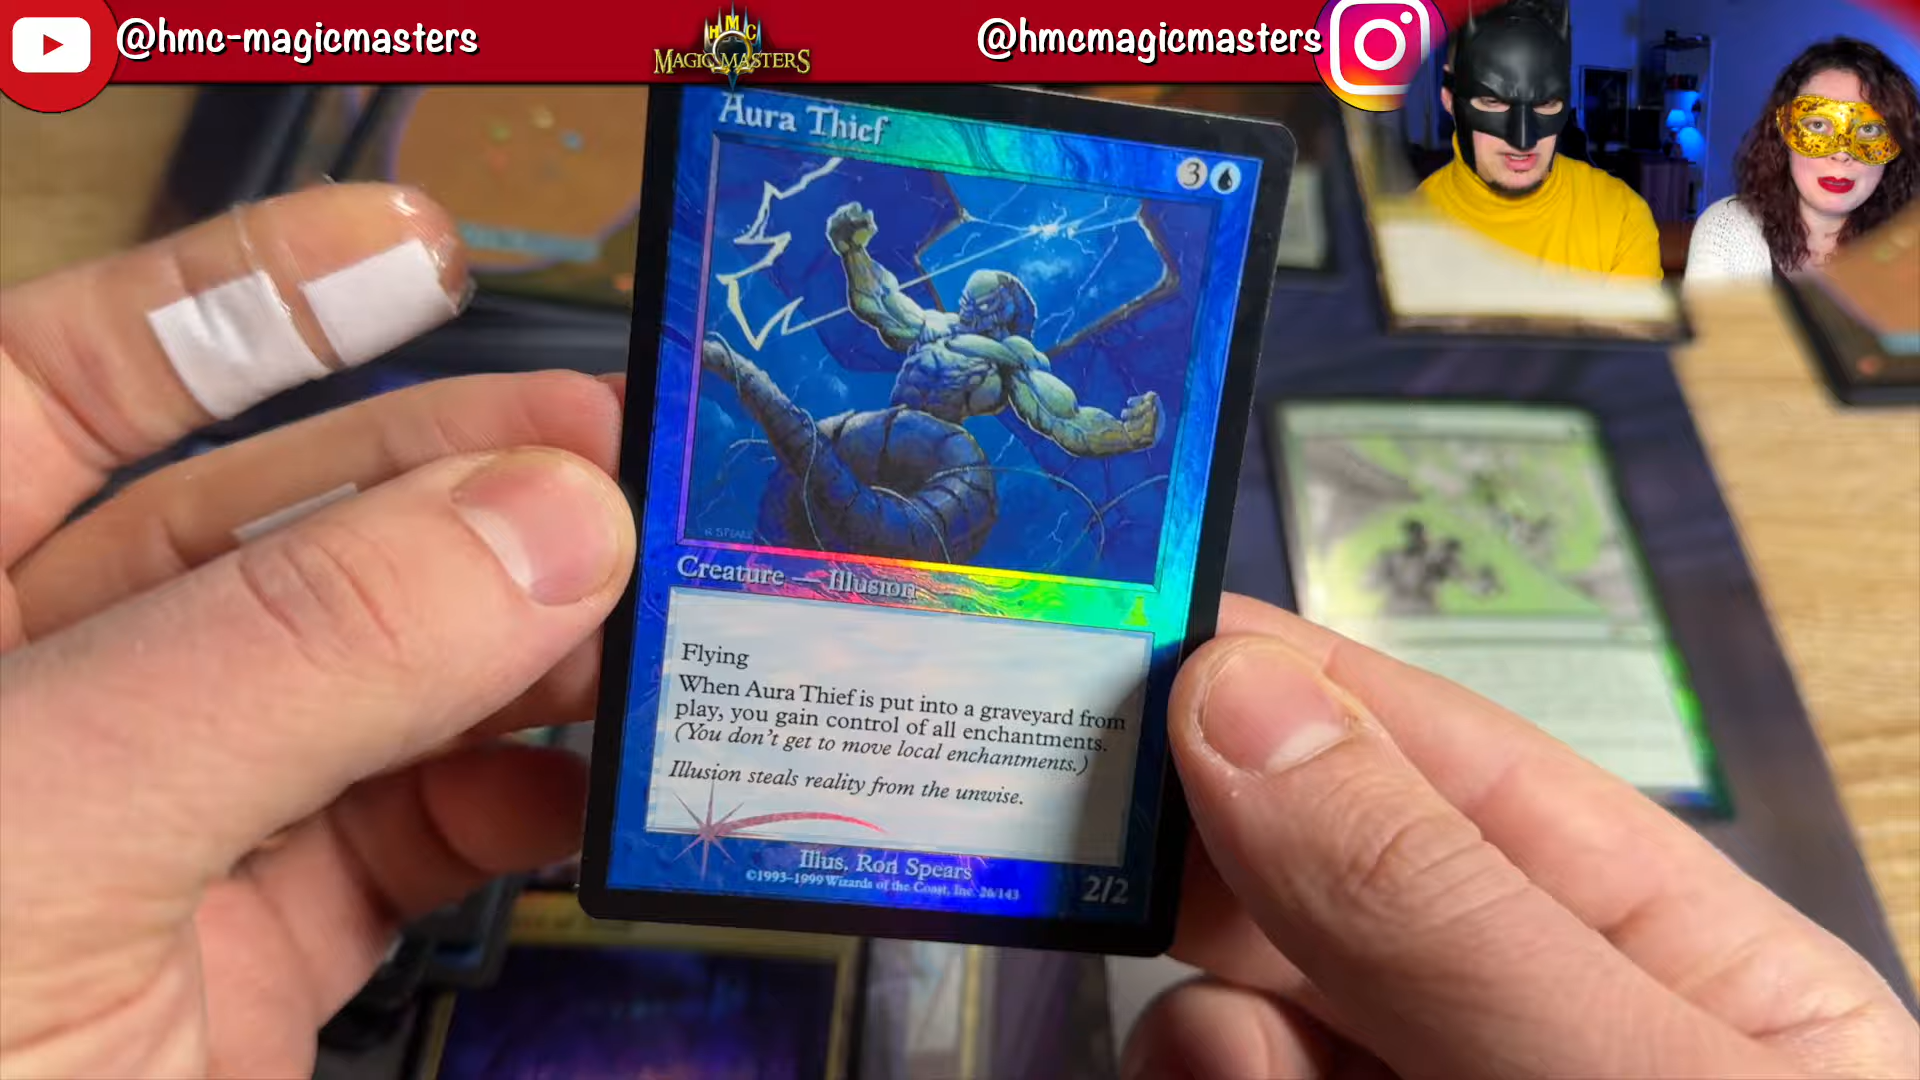 @hmc-magicmasters
HMC
MAGIC MASTERS
@hmcmagicmasters
Aura Thief
3
Creature — Illusion
Flying
When Aura Thief is put into a graveyard from
play, you gain control of all enchantments.
(You don't get to move local enchantments.)
Illusion steals reality from the unwise.
Illus. Ron Spears
©1993–1999 Wizards of the Coast, Inc. 26/143
2/2